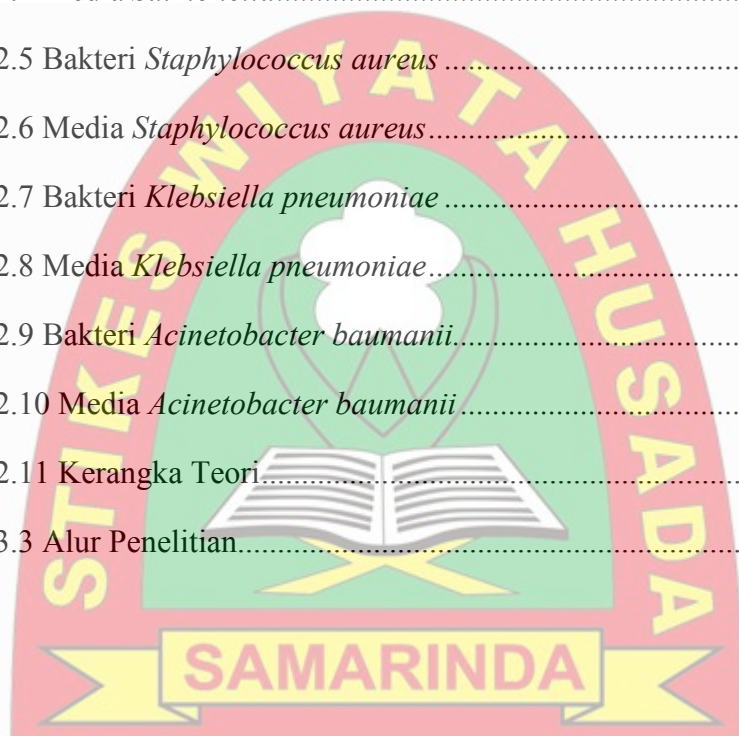 2.5 Bakteri Staphylococcus aureus ........................................
2.6 Media Staphylococcus aureus........................................
2.7 Bakteri Klebsiella pneumoniae ........................................
2.8 Media Klebsiella pneumoniae........................................
2.9 Bakteri Acinetobacter baumanii........................................
2.10 Media Acinetobacter baumanii........................................
2.11 Kerangka Teori........................................
3.3 Alur Penelitian........................................
STIKES WIYATA HUSADA
SAMARINDA